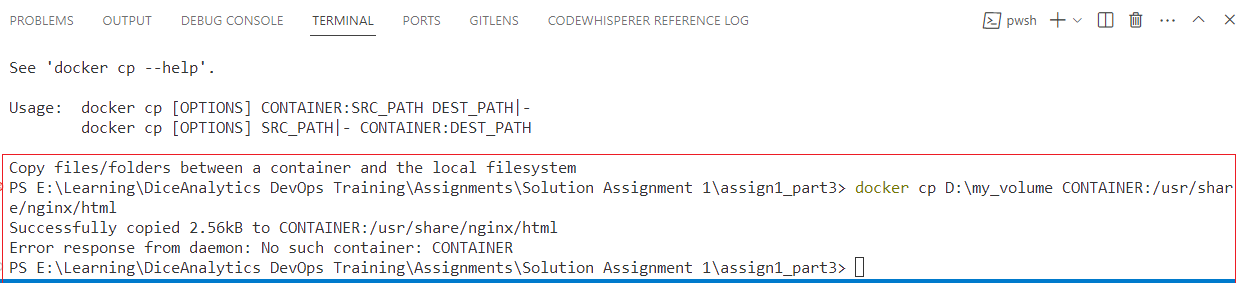 PROBLEMS OUTPUT DEBUG CONSOLE TERMINAL PORTS GITLENS CODEWHISPERER REFERENCE LOG pwsh
See 'docker cp --help'.
Usage:  docker cp [OPTIONS] CONTAINER:SRC_PATH DEST_PATH|-
        docker cp [OPTIONS] SRC_PATH|- CONTAINER:DEST_PATH
Copy files/folders between a container and the local filesystem
PS E:\Learning\DiceAnalytics DevOps Training\Assignments\Solution Assignment 1\assign1_part3> docker cp D:\my_volume CONTAINER:/usr/shar
e/nginx/html
Successfully copied 2.56kB to CONTAINER:/usr/share/nginx/html
Error response from daemon: No such container: CONTAINER
PS E:\Learning\DiceAnalytics DevOps Training\Assignments\Solution Assignment 1\assign1_part3>